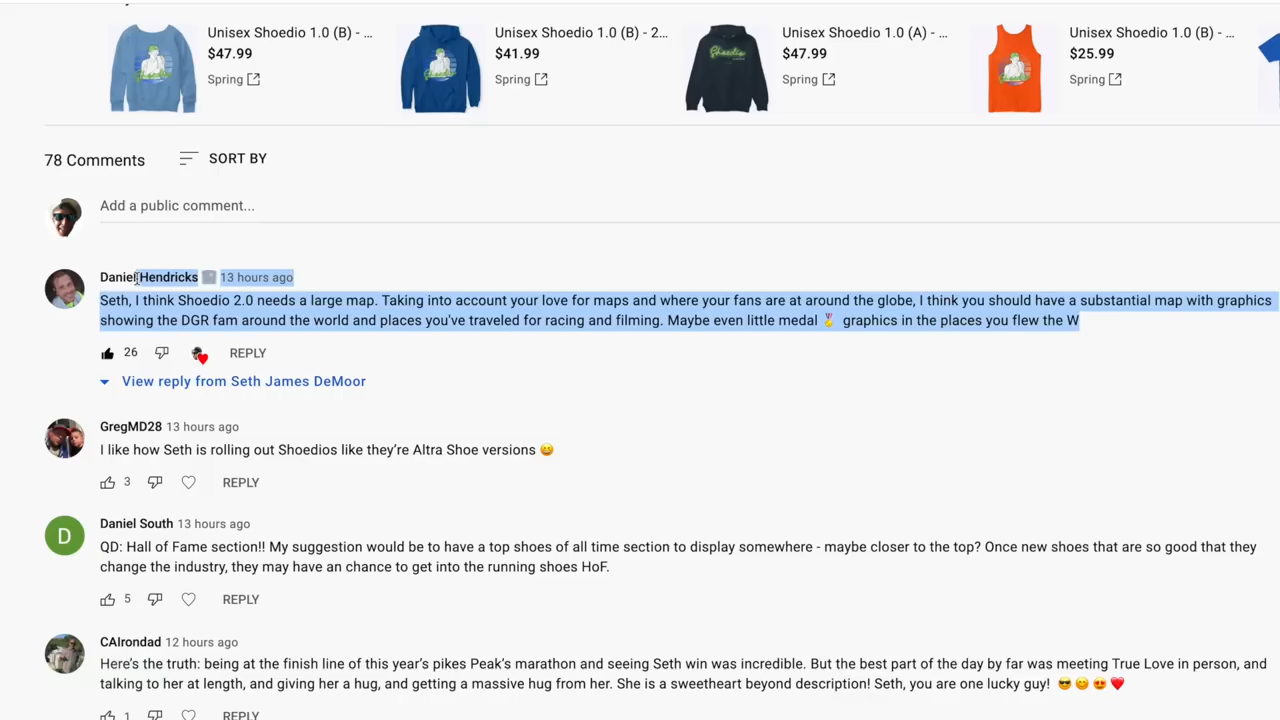 Unisex Shoedio 1.0 (B) - ...
$47.99
Spring
Unisex Shoedio 1.0 (B) - 2...
$41.99
Spring
Unisex Shoedio 1.0 (A) - ...
$47.99
Spring
Unisex Shoedio 1.0 (B) - ...
$25.99
Spring
78 Comments
SORT BY
Add a public comment...
Daniel Hendricks 13 hours ago
Seth, I think Shoedio 2.0 needs a large map. Taking into account your love for maps and where your fans are at around the globe, I think you should have a substantial map with graphics
showing the DGR fam around the world and places you've traveled for racing and filming. Maybe even little medal 🏅 graphics in the places you flew the W
26 REPLY
View reply from Seth James DeMoor
GregMD28 13 hours ago
I like how Seth is rolling out Shoedios like they’re Altra Shoe versions 😆
3 REPLY
D
Daniel South 13 hours ago
QD: Hall of Fame section!! My suggestion would be to have a top shoes of all time section to display somewhere - maybe closer to the top? Once new shoes that are so good that they
change the industry, they may have an chance to get into the running shoes HoF.
5 REPLY
CAIrondad 12 hours ago
Here’s the truth: being at the finish line of this year’s pikes Peak’s marathon and seeing Seth win was incredible. But the best part of the day by far was meeting True Love in person, and
talking to her at length, and giving her a hug, and getting a massive hug from her. She is a sweetheart beyond description! Seth, you are one lucky guy! 😎😊😍❤️
1 REPLY